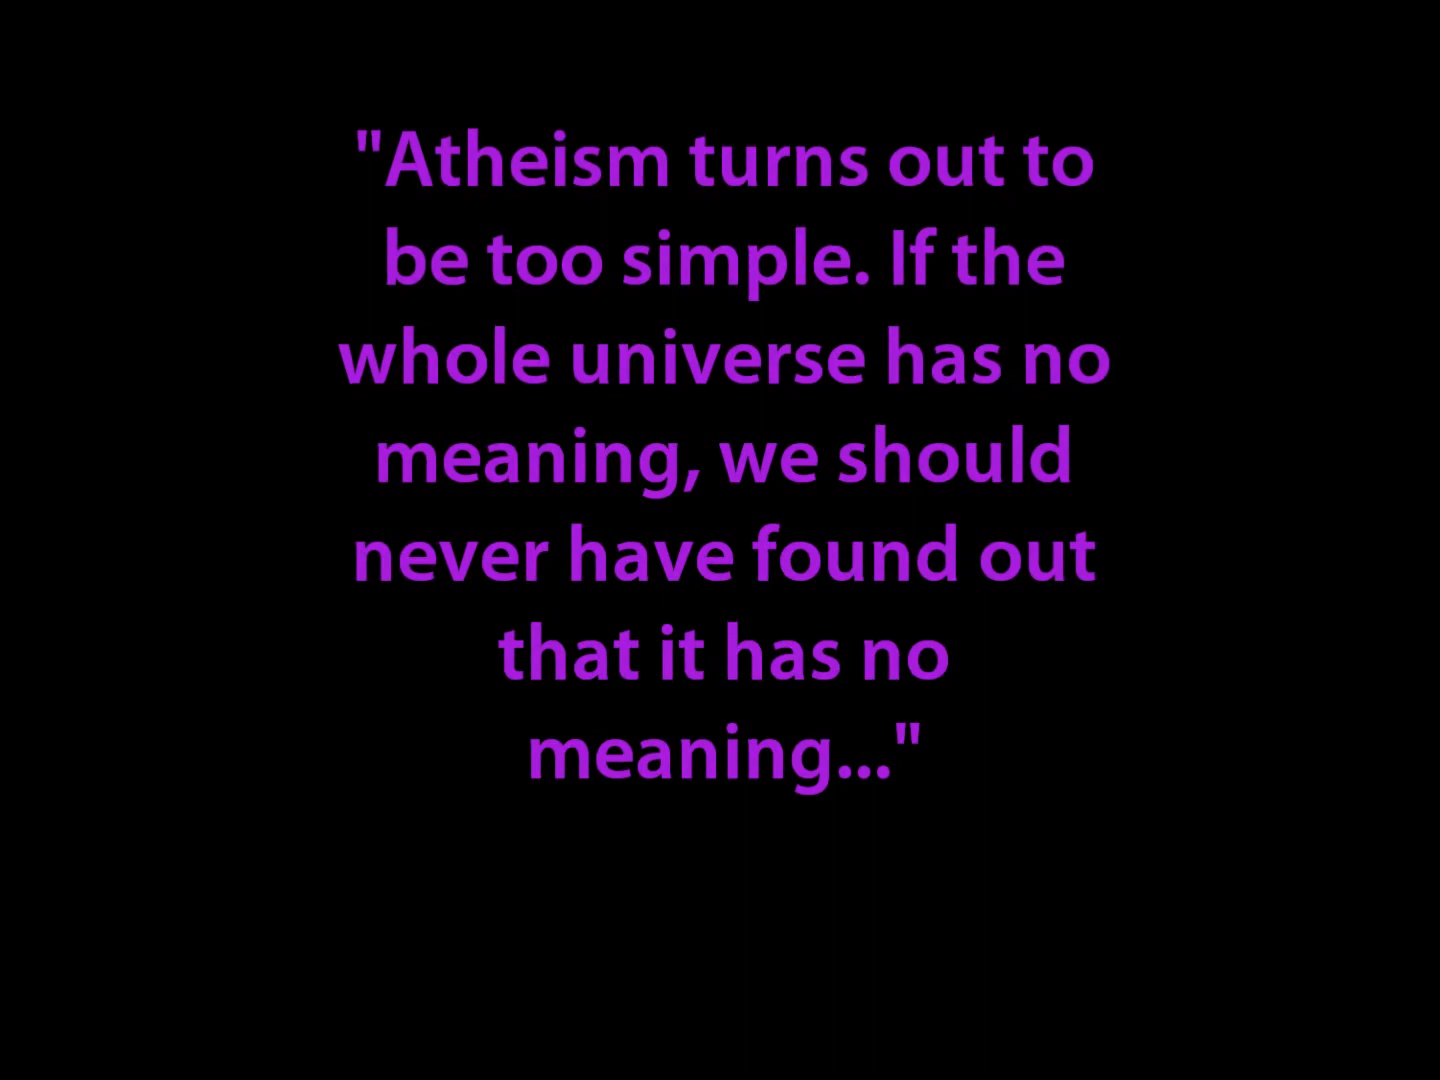 "Atheism turns out to
be too simple. If the
whole universe has no
meaning, we should
never have found out
that it has no
meaning..."